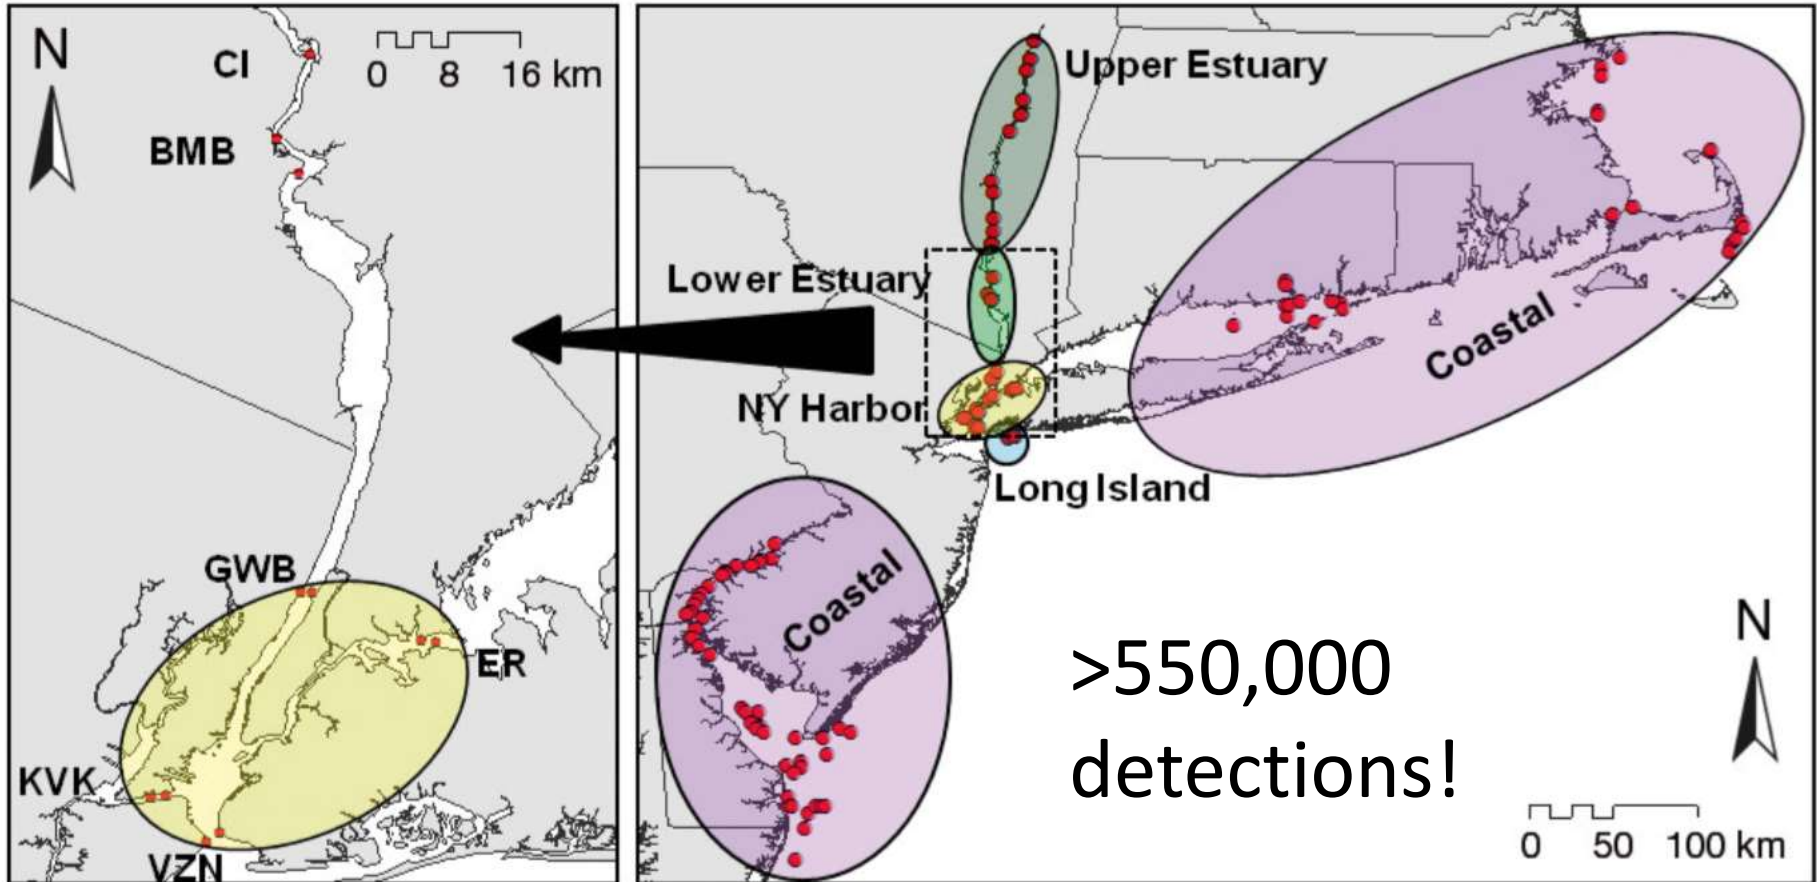 N
CI
0 8 16 km
BMB
GWB
ER
KVK
VZN
Upper Estuary
Lower Estuary
Coastal
NY Harbor
Long Island
Coastal
>550,000
detections!
N
0 50 100 km